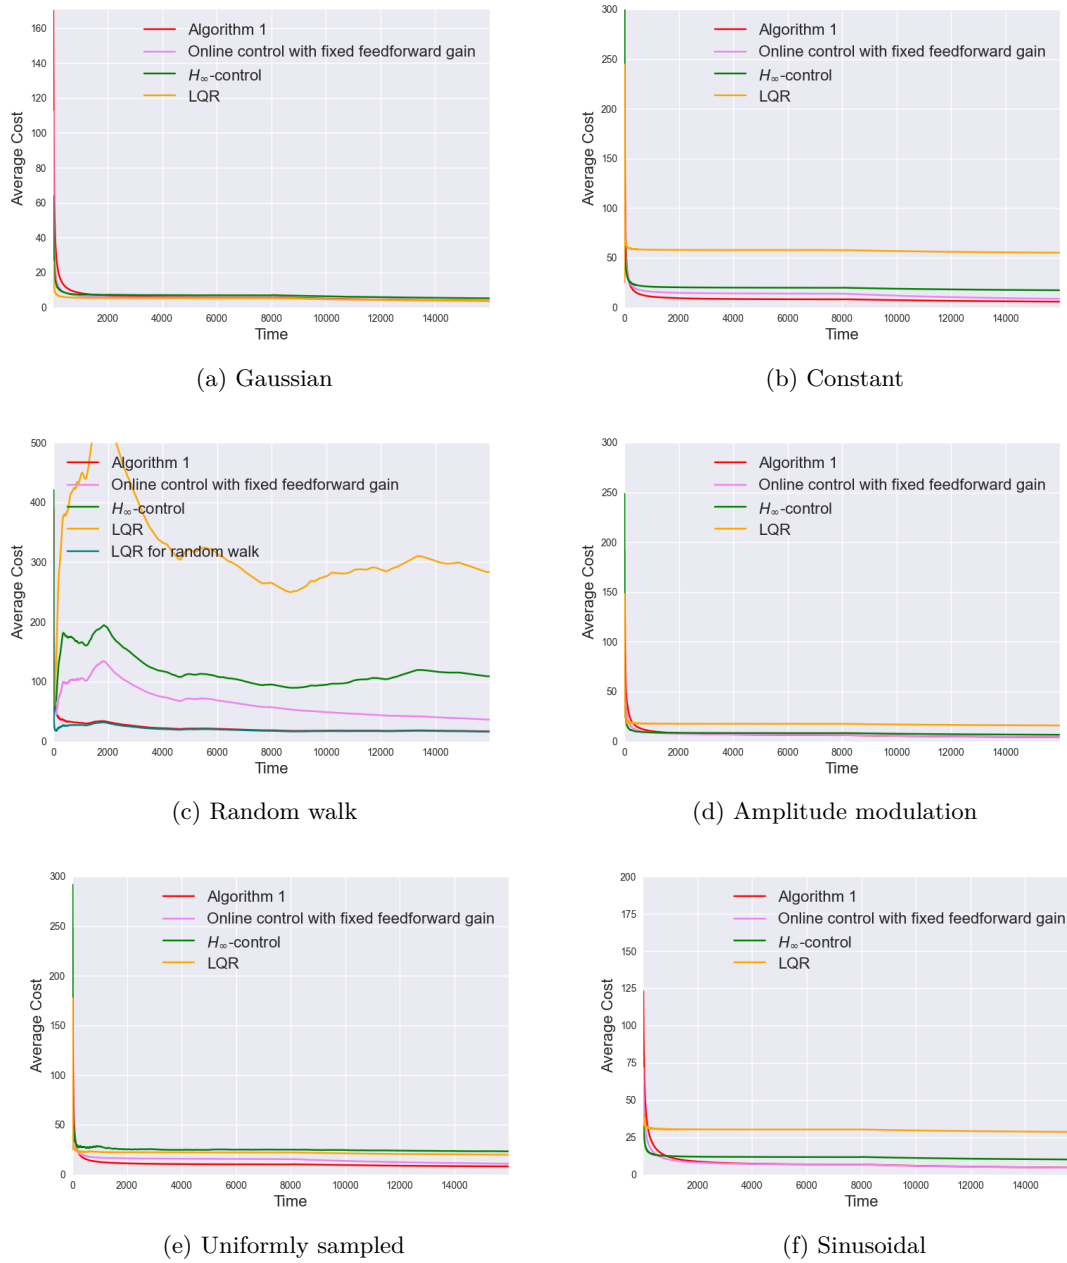 160
140
120
100
80
60
40
20
0
Average Cost
Algorithm 1
Online control with fixed feedforward gain
H∞-control
LQR
2000 4000 6000 8000 10000 12000 14000
Time
(a) Gaussian
300
250
200
150
100
50
0
Average Cost
Algorithm 1
Online control with fixed feedforward gain
H∞-control
LQR
0 2000 4000 6000 8000 10000 12000 14000
Time
(b) Constant
500
400
300
200
100
0
Average Cost
Algorithm 1
Online control with fixed feedforward gain
H∞-control
LQR
LQR for random walk
0 2000 4000 6000 8000 10000 12000 14000
Time
(c) Random walk
300
250
200
150
100
50
0
Average Cost
Algorithm 1
Online control with fixed feedforward gain
H∞-control
LQR
0 2000 4000 6000 8000 10000 12000 14000
Time
(d) Amplitude modulation
300
250
200
150
100
50
0
Average Cost
Algorithm 1
Online control with fixed feedforward gain
H∞-control
LQR
0 2000 4000 6000 8000 10000 12000 14000
Time
(e) Uniformly sampled
200
175
150
125
100
75
50
25
0
Average Cost
Algorithm 1
Online control with fixed feedforward gain
H∞-control
LQR
2000 4000 6000 8000 10000 12000 14000
Time
(f) Sinusoidal